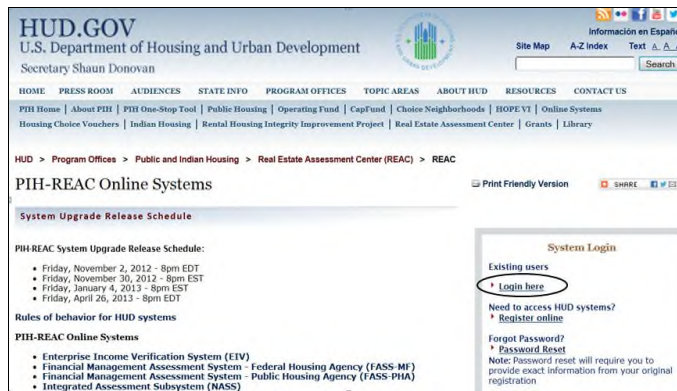 HUD.GOV
U.S. Department of Housing and Urban Development
Secretary Shaun Donovan
Información en Españo
Site Map A-Z Index Text A A A
Search
HOME PRESS ROOM AUDIENCES STATE INFO PROGRAM OFFICES TOPIC AREAS ABOUT HUD RESOURCES CONTACT US
PIH Home | About PIH | PIH One-Stop Tool | Public Housing | Operating Fund | CapFund | Choice Neighborhoods | HOPE VI | Online Systems
Housing Choice Vouchers | Indian Housing | Rental Housing Integrity Improvement Project | Real Estate Assessment Center | Grants | Library
HUD > Program Offices > Public and Indian Housing > Real Estate Assessment Center (REAC) > REAC
PIH-REAC Online Systems
Print Friendly Version
SHARE
System Upgrade Release Schedule
PIH-REAC System Upgrade Release Schedule:
• Friday, November 2, 2012 - 8pm EDT
• Friday, November 30, 2012 - 8pm EST
• Friday, January 4, 2013 - 8pm EST
• Friday, April 26, 2013 - 8pm EDT
Rules of behavior for HUD systems
PIH-REAC Online Systems
• Enterprise Income Verification System (EIV)
• Financial Management Assessment System - Federal Housing Agency (FASS-MF)
• Financial Management Assessment System - Public Housing Agency (FASS-PHA)
• Integrated Assessment Subsystem (NASS)
System Login
Existing users
Login here
Need to access HUD systems?
Register online
Forgot Password?
Password Reset
Note: Password reset will require you to
provide exact information from your original
registration